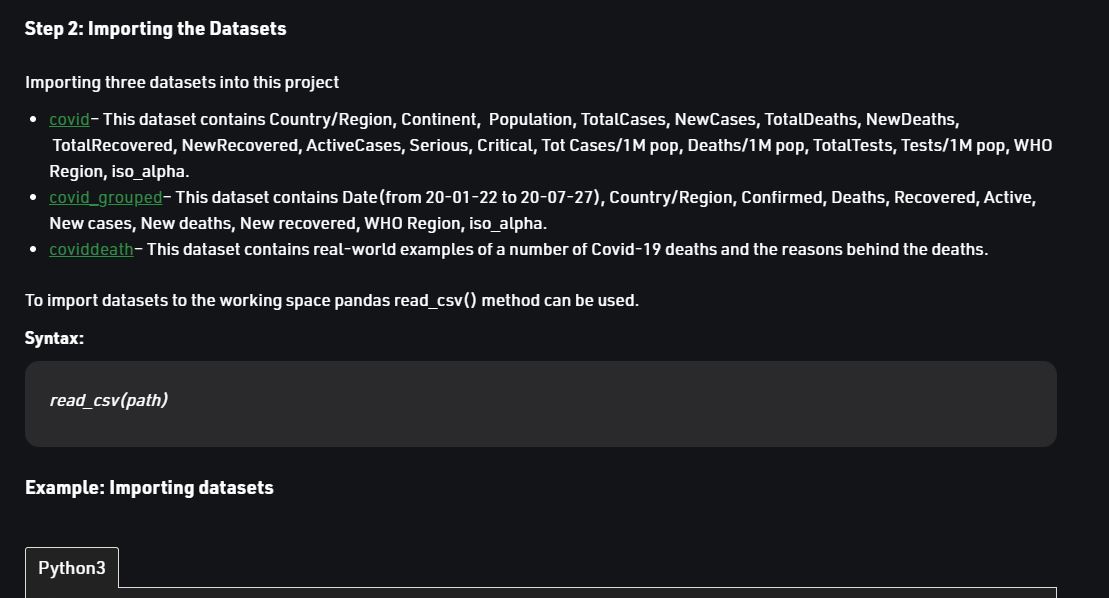 Step 2: Importing the Datasets
Importing three datasets into this project
• covid– This dataset contains Country/Region, Continent, Population, TotalCases, NewCases, TotalDeaths, NewDeaths,
TotalRecovered, NewRecovered, ActiveCases, Serious, Critical, Tot Cases/1M pop, Deaths/1M pop, TotalTests, Tests/1M pop, WHO
Region, iso_alpha.
• covid_grouped– This dataset contains Date(from 20-01-22 to 20-07-27), Country/Region, Confirmed, Deaths, Recovered, Active,
New cases, New deaths, New recovered, WHO Region, iso_alpha.
• coviddeath– This dataset contains real-world examples of a number of Covid-19 deaths and the reasons behind the deaths.
To import datasets to the working space pandas read_csv() method can be used.
Syntax:
read_csv(path)
Example: Importing datasets
Python3